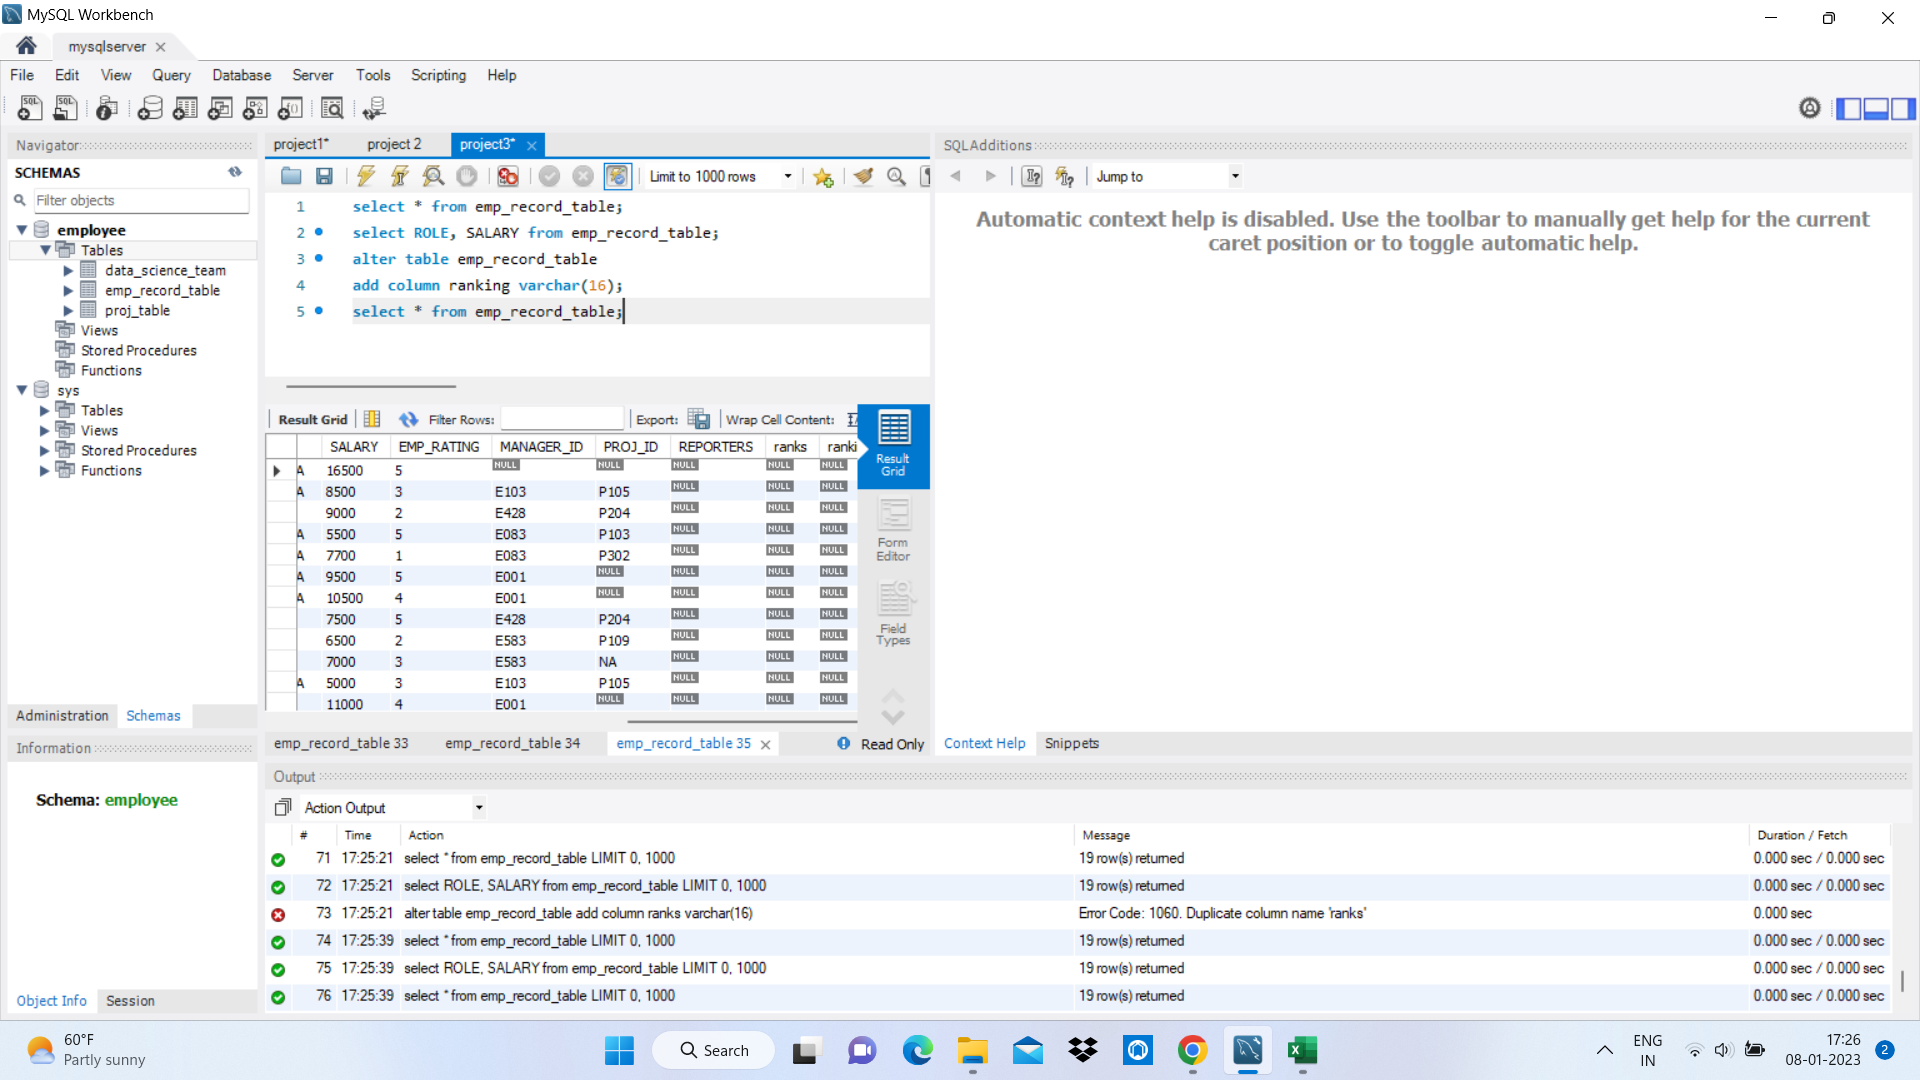 MySQL Workbench
mysqlserver
File Edit View Query Database Server Tools Scripting Help
Navigator
SCHEMAS
Filter objects
employee
Tables
data_science_team
emp_record_table
proj_table
Views
Stored Procedures
Functions
sys
Tables
Views
Stored Procedures
Functions
Administration Schemas
Information
Schema: employee
Object Info Session
project1* project 2 project3*
Limit to 1000 rows
1 select * from emp_record_table;
2 select ROLE, SALARY from emp_record_table;
3 alter table emp_record_table
4 add column ranking varchar(16);
5 select * from emp_record_table;
Result Grid Filter Rows: Export: Wrap Cell Content:
SALARY EMP_RATING MANAGER_ID PROJ_ID REPORTERS ranks ranki
A 16500 5 NULL NULL NULL NULL NULL
A 8500 3 E103 P105 NULL NULL NULL
9000 2 E428 P204 NULL NULL NULL
A 5500 5 E083 P103 NULL NULL NULL
A 7700 1 E083 P302 NULL NULL NULL
A 9500 5 E001 NULL NULL NULL NULL
A 10500 4 E001 NULL NULL NULL NULL
7500 5 E428 P204 NULL NULL NULL
6500 2 E583 P109 NULL NULL NULL
7000 3 E583 NA NULL NULL NULL
A 5000 3 E103 P105 NULL NULL NULL
11000 4 E001 NULL NULL NULL NULL
Result
Grid
Form
Editor
Field
Types
emp_record_table 33 emp_record_table 34 emp_record_table 35 Read Only
SQLAdditions
Jump to
Automatic context help is disabled. Use the toolbar to manually get help for the current
caret position or to toggle automatic help.
Context Help Snippets
Output
Action Output
# Time Action Message Duration / Fetch
71 17:25:21 select * from emp_record_table LIMIT 0, 1000 19 row(s) returned 0.000 sec / 0.000 sec
72 17:25:21 select ROLE, SALARY from emp_record_table LIMIT 0, 1000 19 row(s) returned 0.000 sec / 0.000 sec
73 17:25:21 alter table emp_record_table add column ranks varchar(16) Error Code: 1060. Duplicate column name 'ranks' 0.000 sec
74 17:25:39 select * from emp_record_table LIMIT 0, 1000 19 row(s) returned 0.000 sec / 0.000 sec
75 17:25:39 select ROLE, SALARY from emp_record_table LIMIT 0, 1000 19 row(s) returned 0.000 sec / 0.000 sec
76 17:25:39 select * from emp_record_table LIMIT 0, 1000 19 row(s) returned 0.000 sec / 0.000 sec
60°F
Partly sunny
Search
ENG
IN
17:26
08-01-2023
2